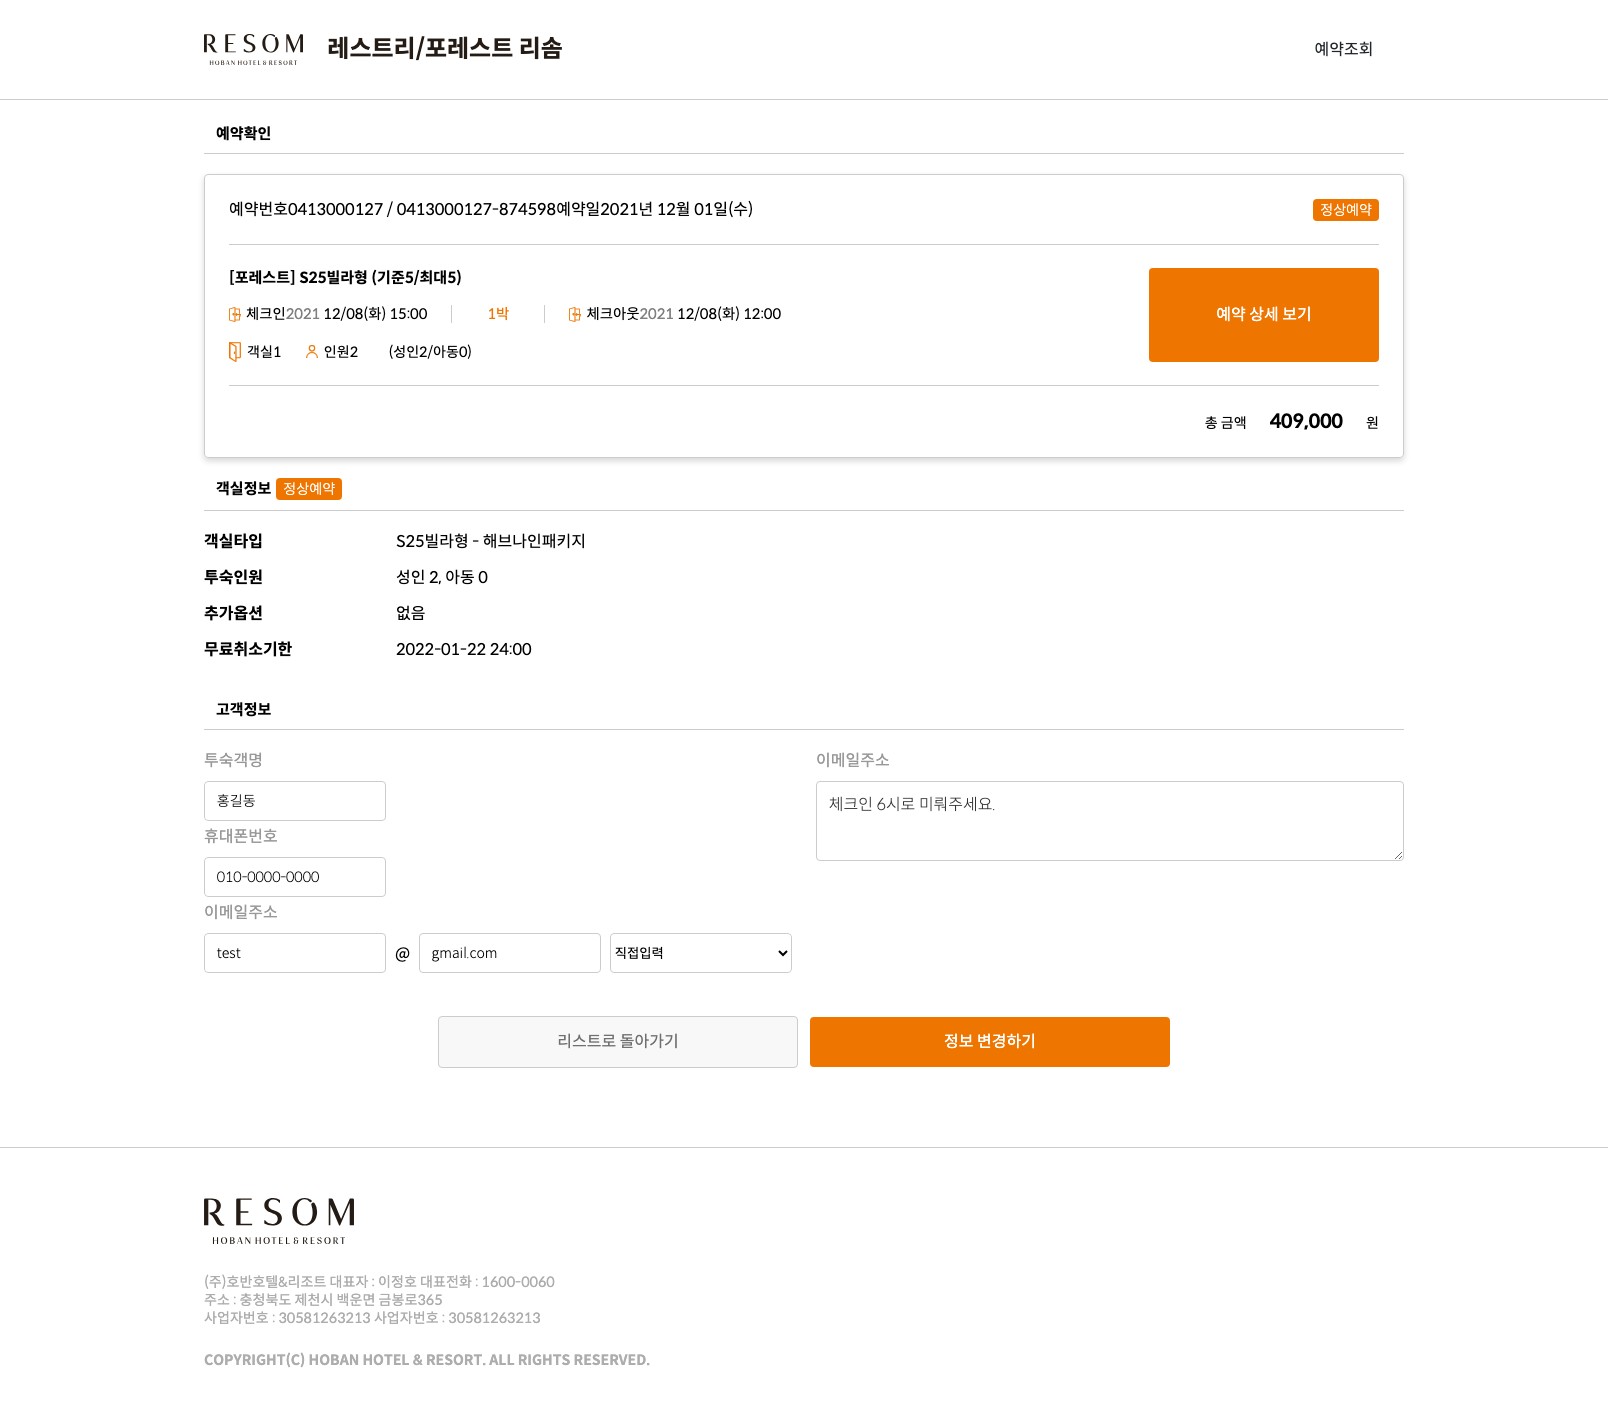 RESOM
HOBAN HOTEL & RESORT
레스트리/포레스트 리솜
예약조회
예약확인
예약번호0413000127 / 0413000127-874598예약일2021년 12월 01일(수)
정상예약
[포레스트] S25빌라형 (기준5/최대5)
체크인2021 12/08(화) 15:00
1박
체크아웃2021 12/08(화) 12:00
객실1
인원2
(성인2/아동0)
예약 상세 보기
총 금액 409,000 원
객실정보 정상예약
객실타입 S25빌라형 - 해브나인패키지
투숙인원 성인 2, 아동 0
추가옵션 없음
무료취소기한 2022-01-22 24:00
고객정보
투숙객명
홍길동
휴대폰번호
010-0000-0000
이메일주소
test @ gmail.com 직접입력
이메일주소
체크인 6시로 미뤄주세요.
리스트로 돌아가기
정보 변경하기
RESOM
HOBAN HOTEL & RESORT
(주)호반호텔&리조트 대표자 : 이정호 대표전화 : 1600-0060
주소 : 충청북도 제천시 백운면 금봉로365
사업자번호 : 30581263213 사업자번호 : 30581263213
COPYRIGHT(C) HOBAN HOTEL & RESORT. ALL RIGHTS RESERVED.